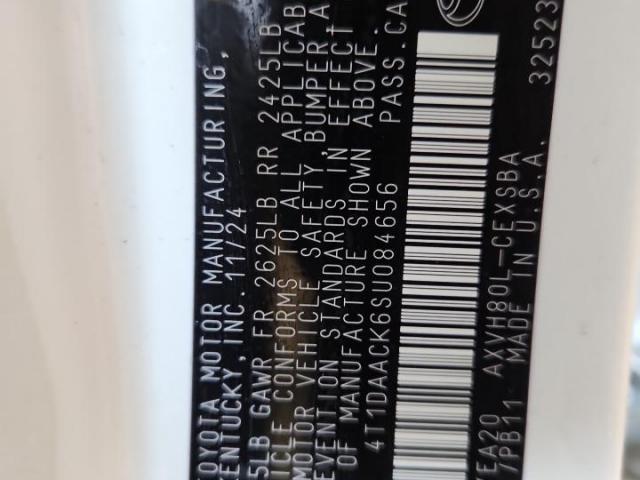 TOYOTA MOTOR MANUFACTURING,
KENTUCKY, INC. 11/24
5LB GAWR FR 2625LB RR 2425LB
ICLE CONFORMS TO ALL APPLICAB
MOTOR VEHICLE SAFETY, BUMPER A
EVENTION STANDARDS IN EFFECT
OF MANUFACTURE SHOWN ABOVE.
4T1DAACK6SU084656 PASS.CA
YEA20 AXVH80L-CEXSBA
/PB11 MADE IN U.S.A. 32523